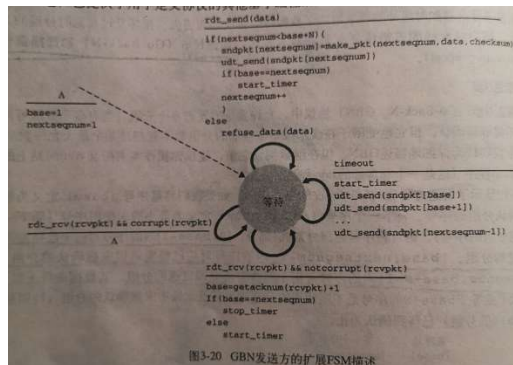 rdt_send(data)
if(nextseqnum<base+N){
sndpkt[nextseqnum]=make_pkt(nextseqnum,data,checksum)
udt_send(sndpkt[nextseqnum])
if(base==nextseqnum)
start_timer
nextseqnum++
}
else
refuse_data(data)
Λ
base=1
nextseqnum=1
timeout
start_timer
udt_send(sndpkt[base])
udt_send(sndpkt[base+1])
...
udt_send(sndpkt[nextseqnum-1])
等待
rdt_rcv(rcvpkt) && corrupt(rcvpkt)
Λ
rdt_rcv(rcvpkt) && notcorrupt(rcvpkt)
base=getacknum(rcvpkt)+1
if(base==nextseqnum)
stop_timer
else
start_timer
图3-20 GBN发送方的扩展FSM描述